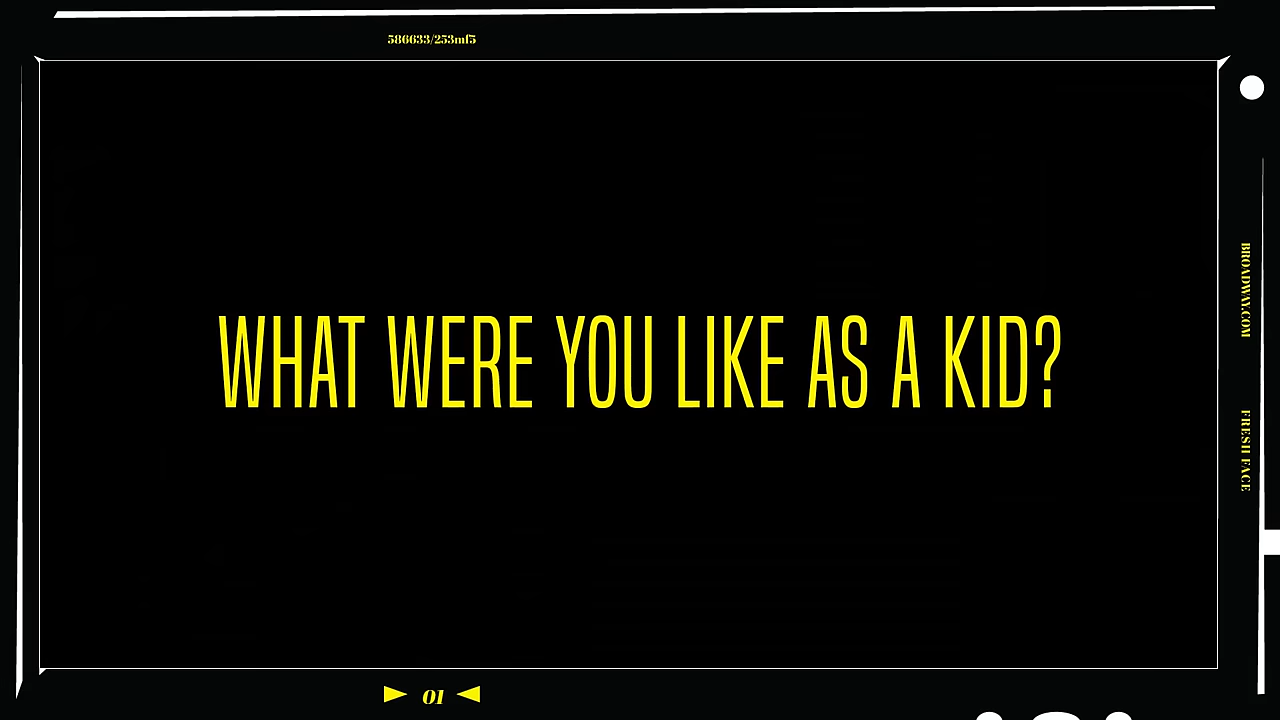 586633/253mf5
WHAT WERE YOU LIKE AS A KID?
BROADWAY.COM
FRESH FACE
01